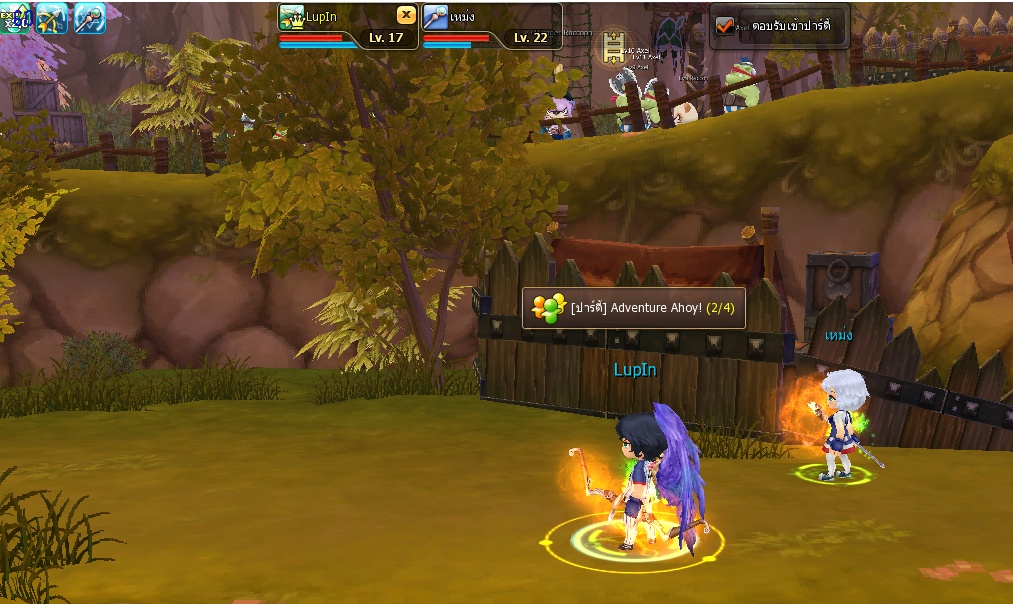 EXP
LupIn
Lv. 17
เหม่ง
Lv. 22
ตอบรับเข้าปาร์ตี้
[ปาร์ตี้] Adventure Ahoy! (2/4)
เหม่ง
LupIn